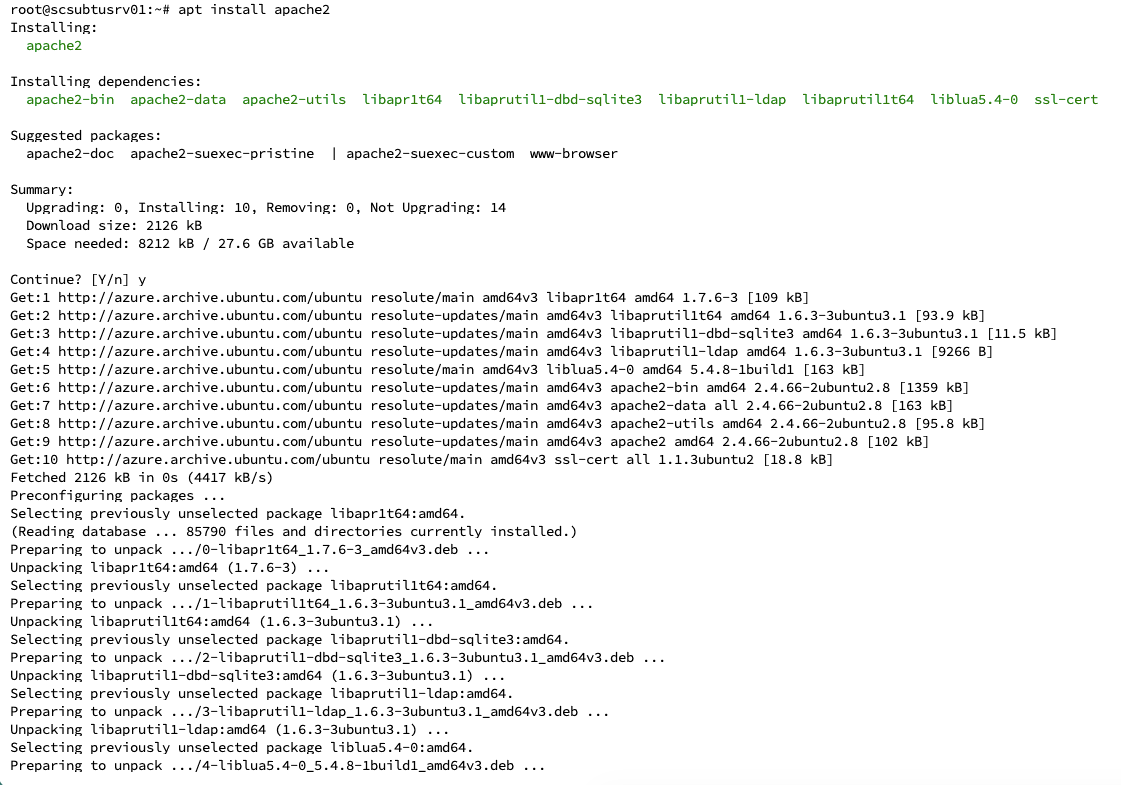 root@scsubtusrv01:~# apt install apache2
Installing:
  apache2

Installing dependencies:
  apache2-bin  apache2-data  apache2-utils  libapr1t64  libaprutil1-dbd-sqlite3  libaprutil1-ldap  libaprutil1t64  liblua5.4-0  ssl-cert

Suggested packages:
  apache2-doc  apache2-suexec-pristine  | apache2-suexec-custom  www-browser

Summary:
  Upgrading: 0, Installing: 10, Removing: 0, Not Upgrading: 14
  Download size: 2126 kB
  Space needed: 8212 kB / 27.6 GB available

Continue? [Y/n] y
Get:1 http://azure.archive.ubuntu.com/ubuntu resolute/main amd64v3 libapr1t64 amd64 1.7.6-3 [109 kB]
Get:2 http://azure.archive.ubuntu.com/ubuntu resolute-updates/main amd64v3 libaprutil1t64 amd64 1.6.3-3ubuntu3.1 [93.9 kB]
Get:3 http://azure.archive.ubuntu.com/ubuntu resolute-updates/main amd64v3 libaprutil1-dbd-sqlite3 amd64 1.6.3-3ubuntu3.1 [11.5 kB]
Get:4 http://azure.archive.ubuntu.com/ubuntu resolute-updates/main amd64v3 libaprutil1-ldap amd64 1.6.3-3ubuntu3.1 [9266 B]
Get:5 http://azure.archive.ubuntu.com/ubuntu resolute/main amd64v3 liblua5.4-0 amd64 5.4.8-1build1 [163 kB]
Get:6 http://azure.archive.ubuntu.com/ubuntu resolute-updates/main amd64v3 apache2-bin amd64 2.4.66-2ubuntu2.8 [1359 kB]
Get:7 http://azure.archive.ubuntu.com/ubuntu resolute-updates/main amd64v3 apache2-data all 2.4.66-2ubuntu2.8 [163 kB]
Get:8 http://azure.archive.ubuntu.com/ubuntu resolute-updates/main amd64v3 apache2-utils amd64 2.4.66-2ubuntu2.8 [95.8 kB]
Get:9 http://azure.archive.ubuntu.com/ubuntu resolute-updates/main amd64v3 apache2 amd64 2.4.66-2ubuntu2.8 [102 kB]
Get:10 http://azure.archive.ubuntu.com/ubuntu resolute/main amd64v3 ssl-cert all 1.1.3ubuntu2 [18.8 kB]
Fetched 2126 kB in 0s (4417 kB/s)
Preconfiguring packages ...
Selecting previously unselected package libapr1t64:amd64.
(Reading database ... 85790 files and directories currently installed.)
Preparing to unpack .../0-libapr1t64_1.7.6-3_amd64v3.deb ...
Unpacking libapr1t64:amd64 (1.7.6-3) ...
Selecting previously unselected package libaprutil1t64:amd64.
Preparing to unpack .../1-libaprutil1t64_1.6.3-3ubuntu3.1_amd64v3.deb ...
Unpacking libaprutil1t64:amd64 (1.6.3-3ubuntu3.1) ...
Selecting previously unselected package libaprutil1-dbd-sqlite3:amd64.
Preparing to unpack .../2-libaprutil1-dbd-sqlite3_1.6.3-3ubuntu3.1_amd64v3.deb ...
Unpacking libaprutil1-dbd-sqlite3:amd64 (1.6.3-3ubuntu3.1) ...
Selecting previously unselected package libaprutil1-ldap:amd64.
Preparing to unpack .../3-libaprutil1-ldap_1.6.3-3ubuntu3.1_amd64v3.deb ...
Unpacking libaprutil1-ldap:amd64 (1.6.3-3ubuntu3.1) ...
Selecting previously unselected package liblua5.4-0:amd64.
Preparing to unpack .../4-liblua5.4-0_5.4.8-1build1_amd64v3.deb ...